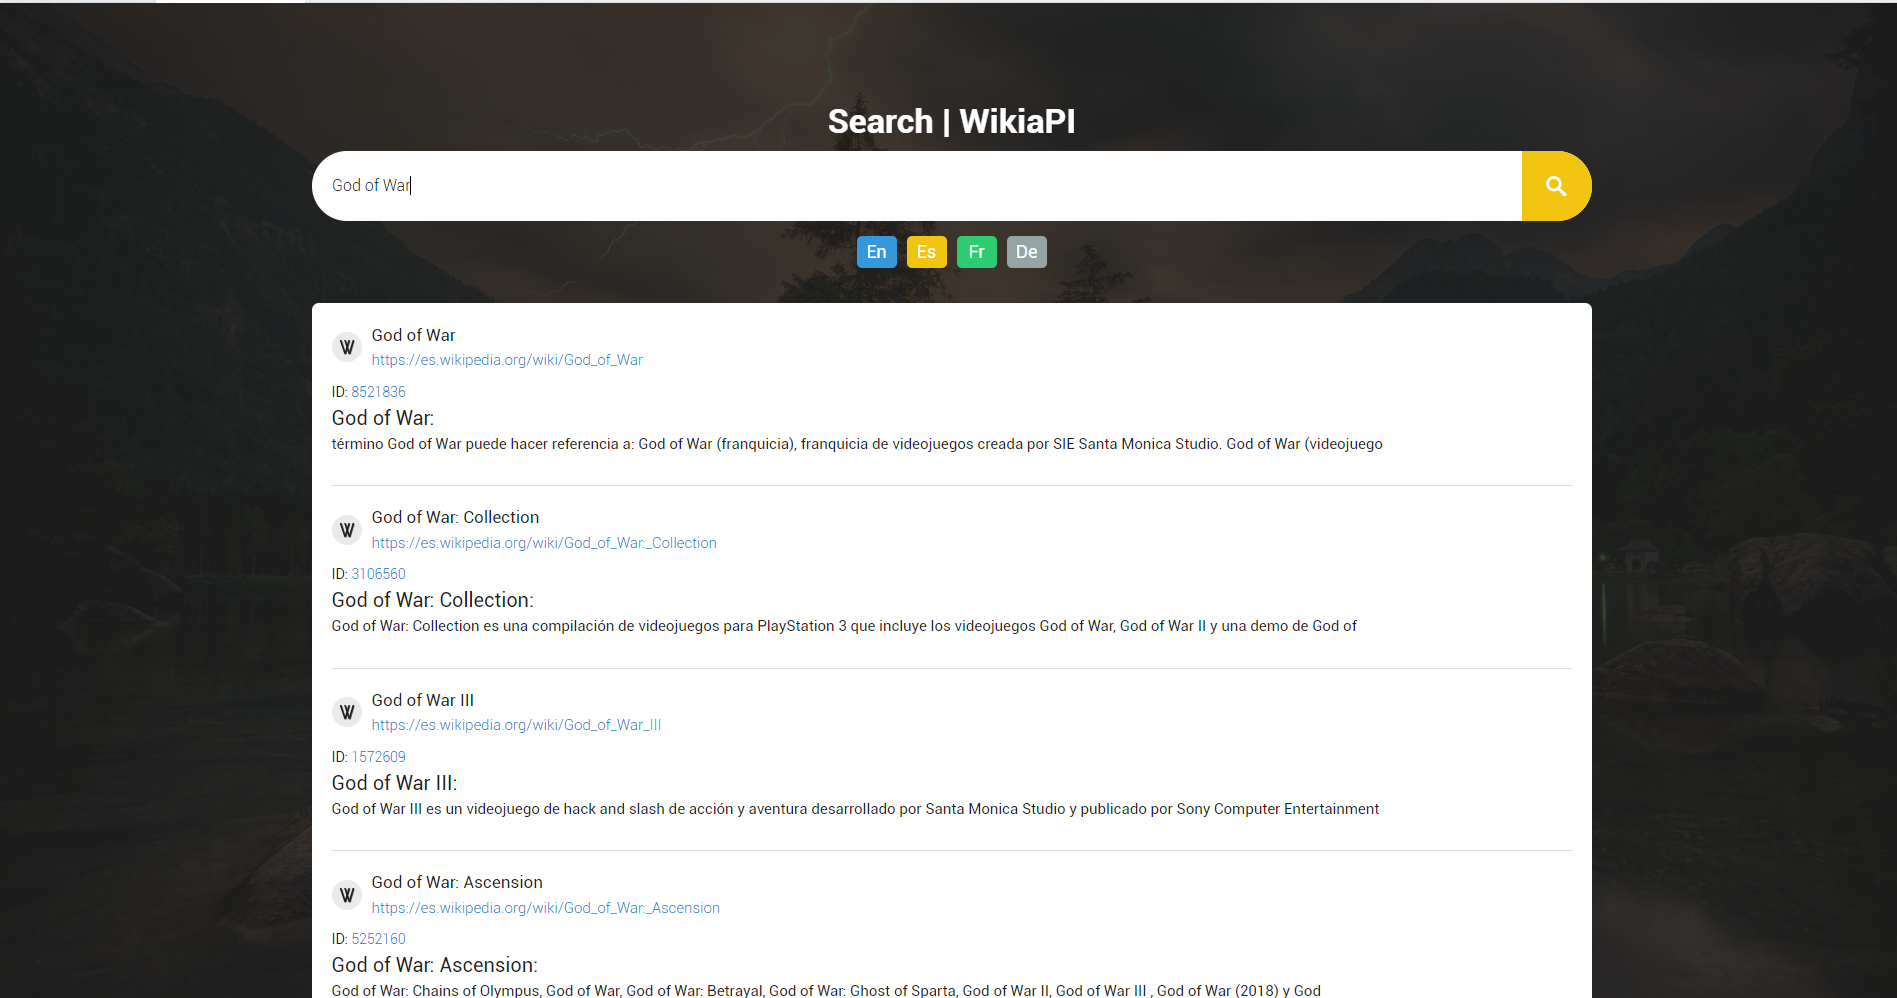 Search | WikiaPI
God of War
En Es Fr De
God of War
https://es.wikipedia.org/wiki/God_of_War
ID: 8521836
God of War:
término God of War puede hacer referencia a: God of War (franquicia), franquicia de videojuegos creada por SIE Santa Monica Studio. God of War (videojuego
God of War: Collection
https://es.wikipedia.org/wiki/God_of_War:_Collection
ID: 3106560
God of War: Collection:
God of War: Collection es una compilación de videojuegos para PlayStation 3 que incluye los videojuegos God of War, God of War II y una demo de God of
God of War III
https://es.wikipedia.org/wiki/God_of_War_III
ID: 1572609
God of War III:
God of War III es un videojuego de hack and slash de acción y aventura desarrollado por Santa Monica Studio y publicado por Sony Computer Entertainment
God of War: Ascension
https://es.wikipedia.org/wiki/God_of_War:_Ascension
ID: 5252160
God of War: Ascension:
God of War: Chains of Olympus, God of War, God of War: Betrayal, God of War: Ghost of Sparta, God of War II, God of War III , God of War (2018) y God